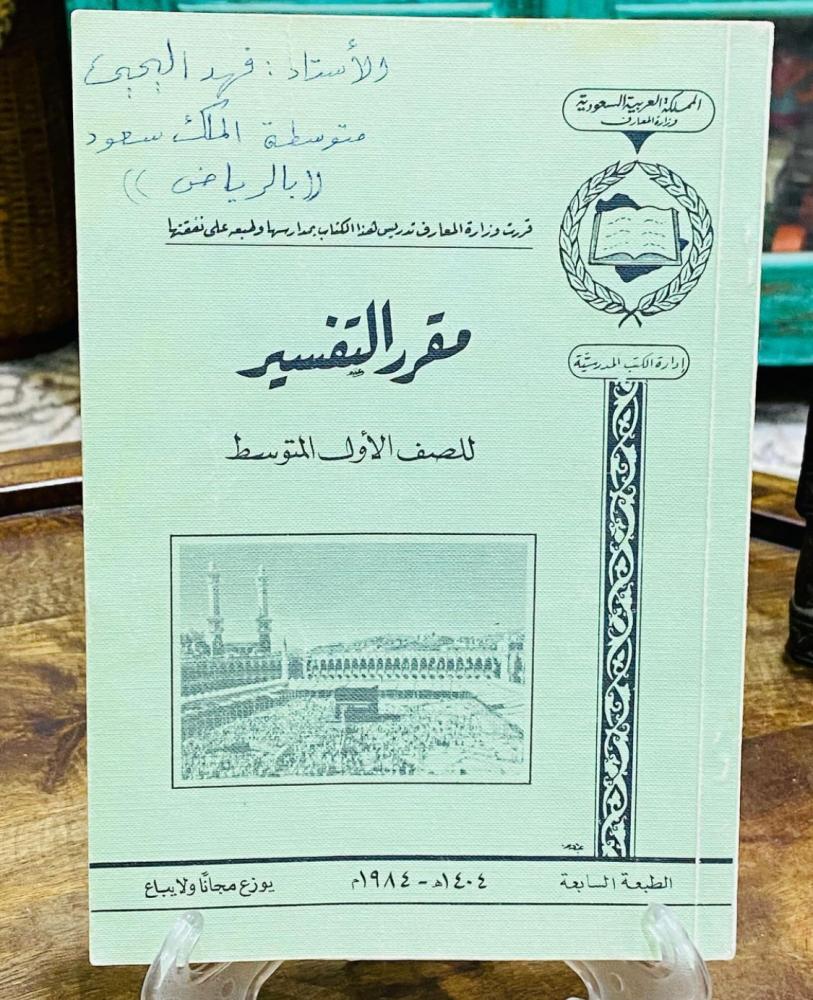 الأستاذ : فهد اليحيى
متوسطة الملك سعود
((بالرياض))
المملكة العربية السعودية
وزارة المعارف
قررت وزارة المعارف تدريس هذا الكتاب بمدارسها وطبعه على نفقتها
إدارة الكتب المدرسية
مقرر التفسير
للصف الأول المتوسط
الطبعة السابعة
١٤٠٤هـ - ١٩٨٤م
يوزع مجانًا ولا يباع